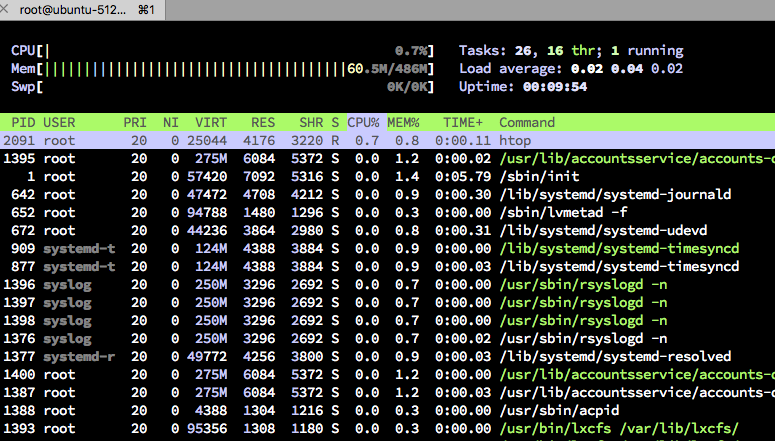 root@ubuntu-512... ⌘1
CPU[| 0.7%] Tasks: 26, 16 thr; 1 running
Mem[||||||||||||||||||||||||||||||||||||||60.5M/486M] Load average: 0.02 0.04 0.02
Swp[ 0K/0K] Uptime: 00:09:54
PID USER PRI NI VIRT RES SHR S CPU% MEM% TIME+ Command
2091 root 20 0 25044 4176 3220 R 0.7 0.8 0:00.11 htop
1395 root 20 0 275M 6084 5372 S 0.0 1.2 0:00.02 /usr/lib/accountsservice/accounts-
1 root 20 0 57420 7092 5316 S 0.0 1.4 0:05.79 /sbin/init
642 root 20 0 47472 4708 4212 S 0.0 0.9 0:00.30 /lib/systemd/systemd-journald
652 root 20 0 94788 1480 1296 S 0.0 0.3 0:00.00 /sbin/lvmetad -f
672 root 20 0 44236 3864 2980 S 0.0 0.8 0:00.31 /lib/systemd/systemd-udevd
909 systemd-t 20 0 124M 4388 3884 S 0.0 0.9 0:00.00 /lib/systemd/systemd-timesyncd
877 systemd-t 20 0 124M 4388 3884 S 0.0 0.9 0:00.03 /lib/systemd/systemd-timesyncd
1396 syslog 20 0 250M 3296 2692 S 0.0 0.7 0:00.00 /usr/sbin/rsyslogd -n
1397 syslog 20 0 250M 3296 2692 S 0.0 0.7 0:00.00 /usr/sbin/rsyslogd -n
1398 syslog 20 0 250M 3296 2692 S 0.0 0.7 0:00.00 /usr/sbin/rsyslogd -n
1376 syslog 20 0 250M 3296 2692 S 0.0 0.7 0:00.02 /usr/sbin/rsyslogd -n
1377 systemd-r 20 0 49772 4256 3800 S 0.0 0.9 0:00.03 /lib/systemd/systemd-resolved
1400 root 20 0 275M 6084 5372 S 0.0 1.2 0:00.00 /usr/lib/accountsservice/accounts-
1387 root 20 0 275M 6084 5372 S 0.0 1.2 0:00.03 /usr/lib/accountsservice/accounts-
1388 root 20 0 4388 1304 1216 S 0.0 0.3 0:00.00 /usr/sbin/acpid
1393 root 20 0 95356 1308 1180 S 0.0 0.3 0:00.00 /usr/bin/lxcfs /var/lib/lxcfs/